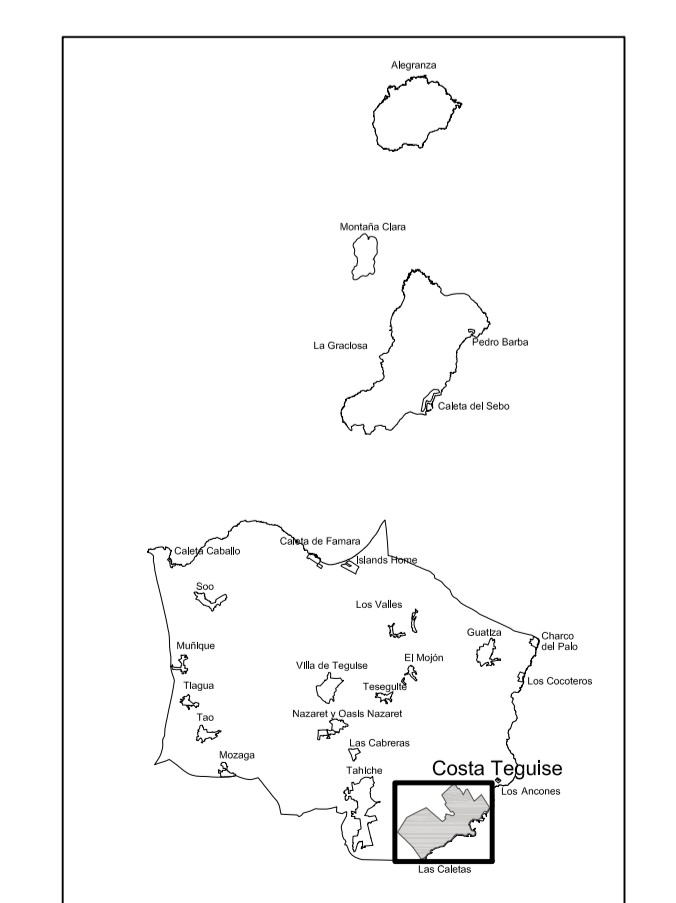 Alegranza
Montaña Clara
La Graciosa
Pedro Barba
Caleta del Sebo
Caleta de Famara
Caleta Caballo
Islands Home
Soo
Los Valles
Guatiza
Charco
del Palo
Muñique
El Mojón
Villa de Teguise
Los Cocoteros
Tiagua
Teseguite
Nazaret y Oasis Nazaret
Tao
Las Cabreras
Mozaga
Tahiche
Costa Teguise
Los Ancones
Las Caletas